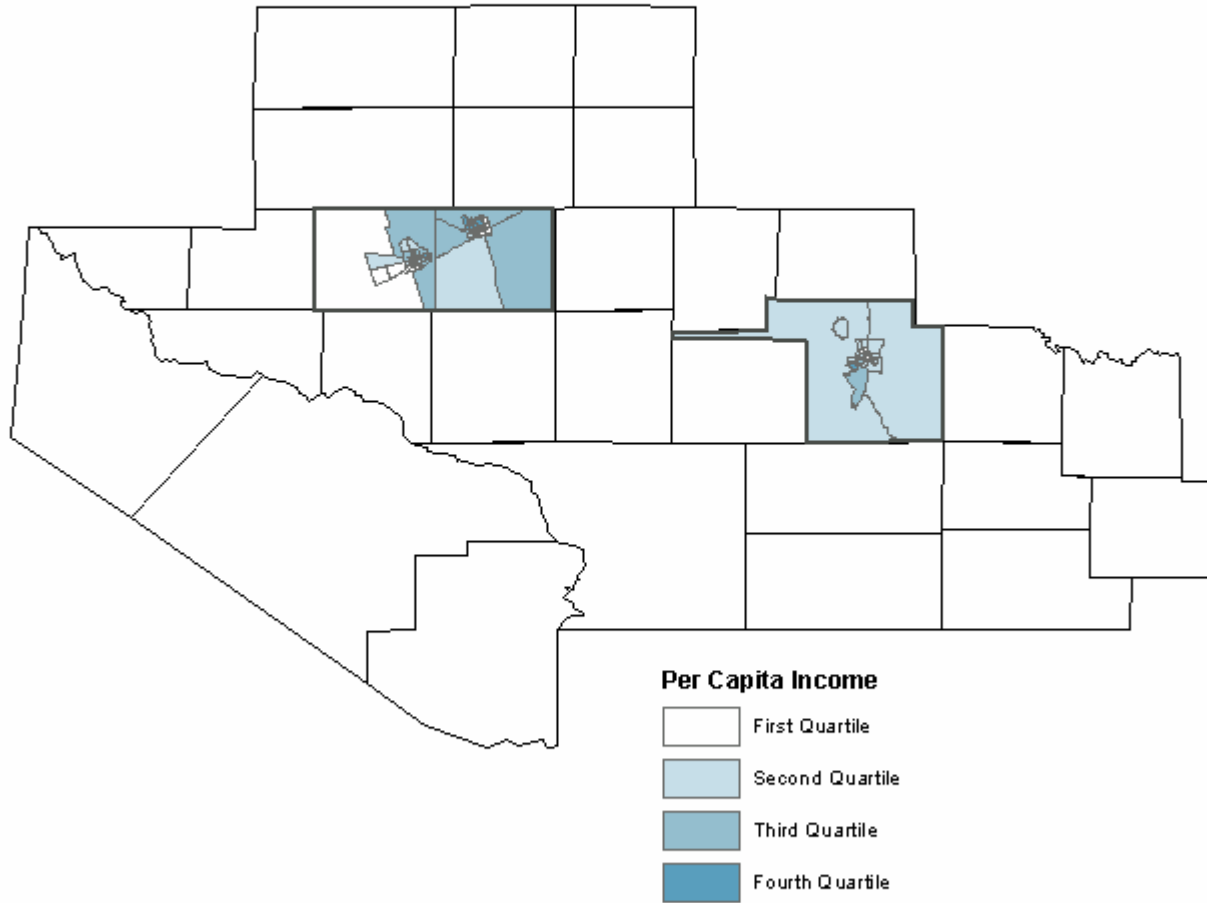 Per Capita Income
First Quartile
Second Quartile
Third Quartile
Fourth Quartile